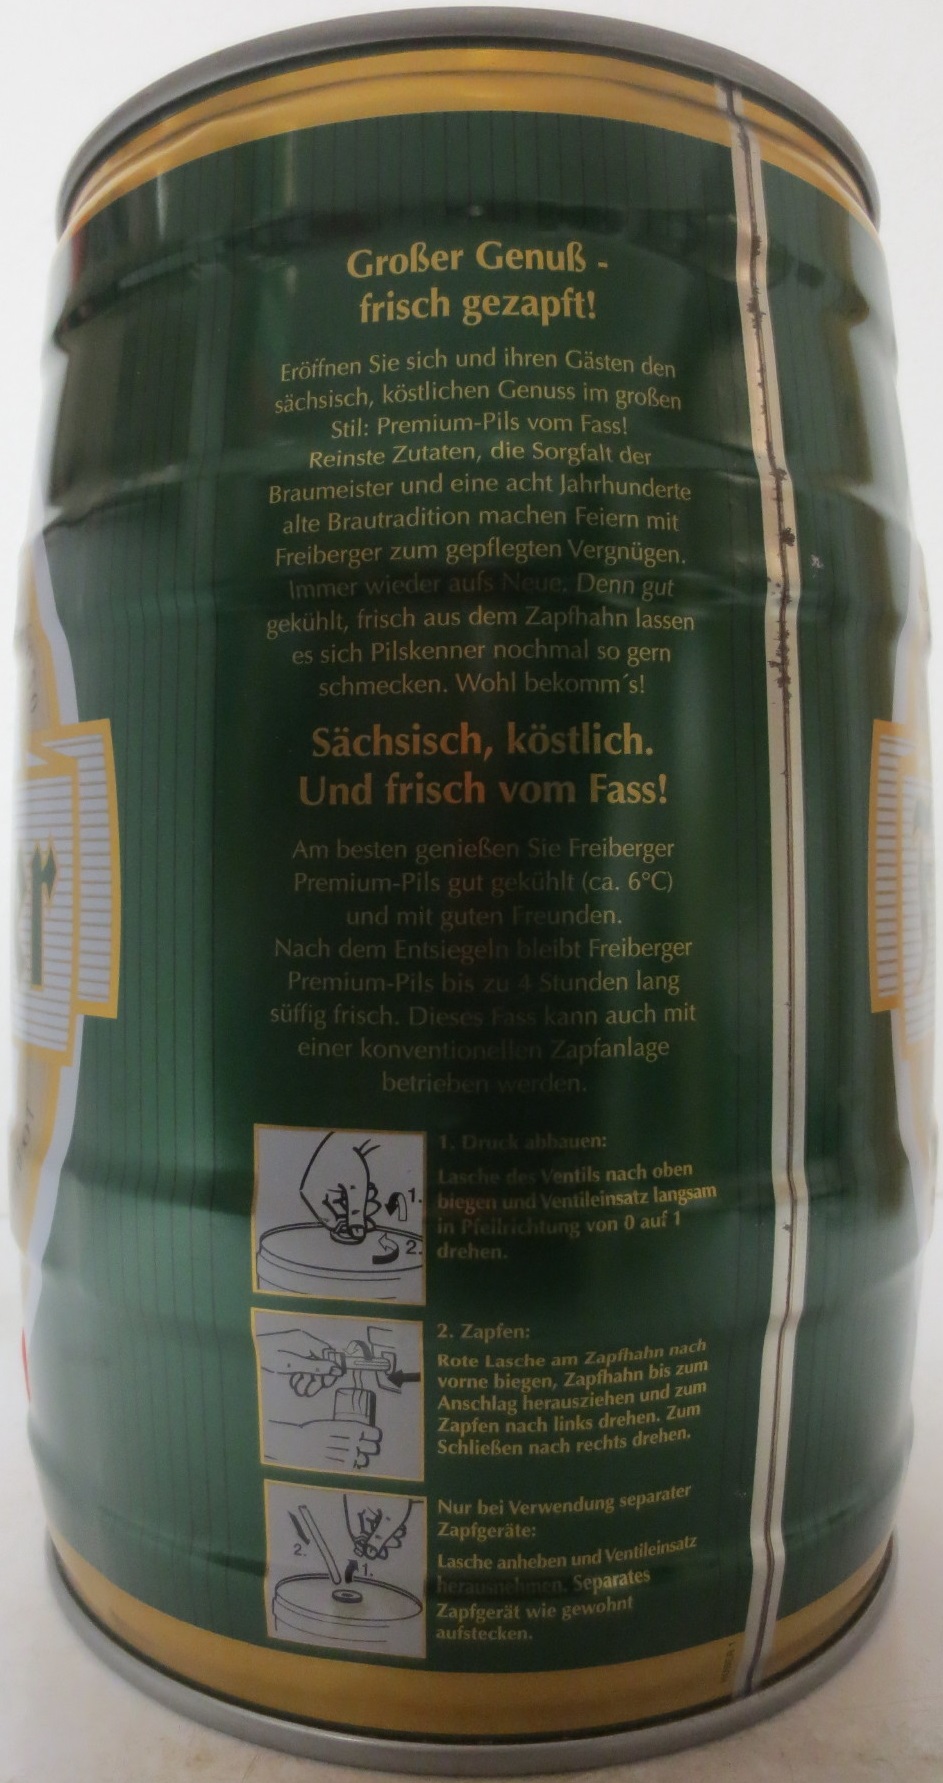 Großer Genuß -
frisch gezapft!
Eröffnen Sie sich und ihren Gästen den
sächsisch, köstlichen Genuss im großen
Stil: Premium-Pils vom Fass!
Reinste Zutaten, die Sorgfalt der
Braumeister und eine acht Jahrhunderte
alte Brautradition machen Feiern mit
Freiberger zum gepflegten Vergnügen.
Immer wieder aufs Neue. Denn gut
gekühlt, frisch aus dem Zapfhahn lassen
es sich Pilskenner nochmal so gern
schmecken. Wohl bekomm´s!
Sächsisch, köstlich.
Und frisch vom Fass!
Am besten genießen Sie Freiberger
Premium-Pils gut gekühlt (ca. 6°C)
und mit guten Freunden.
Nach dem Entsiegeln bleibt Freiberger
Premium-Pils bis zu 4 Stunden lang
süffig frisch. Dieses Fass kann auch mit
einer konventionellen Zapfanlage
betrieben werden.
1.
2.
1. Druck abbauen:
Lasche des Ventils nach oben
biegen und Ventileinsatz langsam
in Pfeilrichtung von 0 auf 1
drehen.
2. Zapfen:
Rote Lasche am Zapfhahn nach
vorne biegen, Zapfhahn bis zum
Anschlag herausziehen und zum
Zapfen nach links drehen. Zum
Schließen nach rechts drehen.
2.
1.
Nur bei Verwendung separater
Zapfgeräte:
Lasche anheben und Ventileinsatz
herausnehmen. Separates
Zapfgerät wie gewohnt
aufstecken.
r